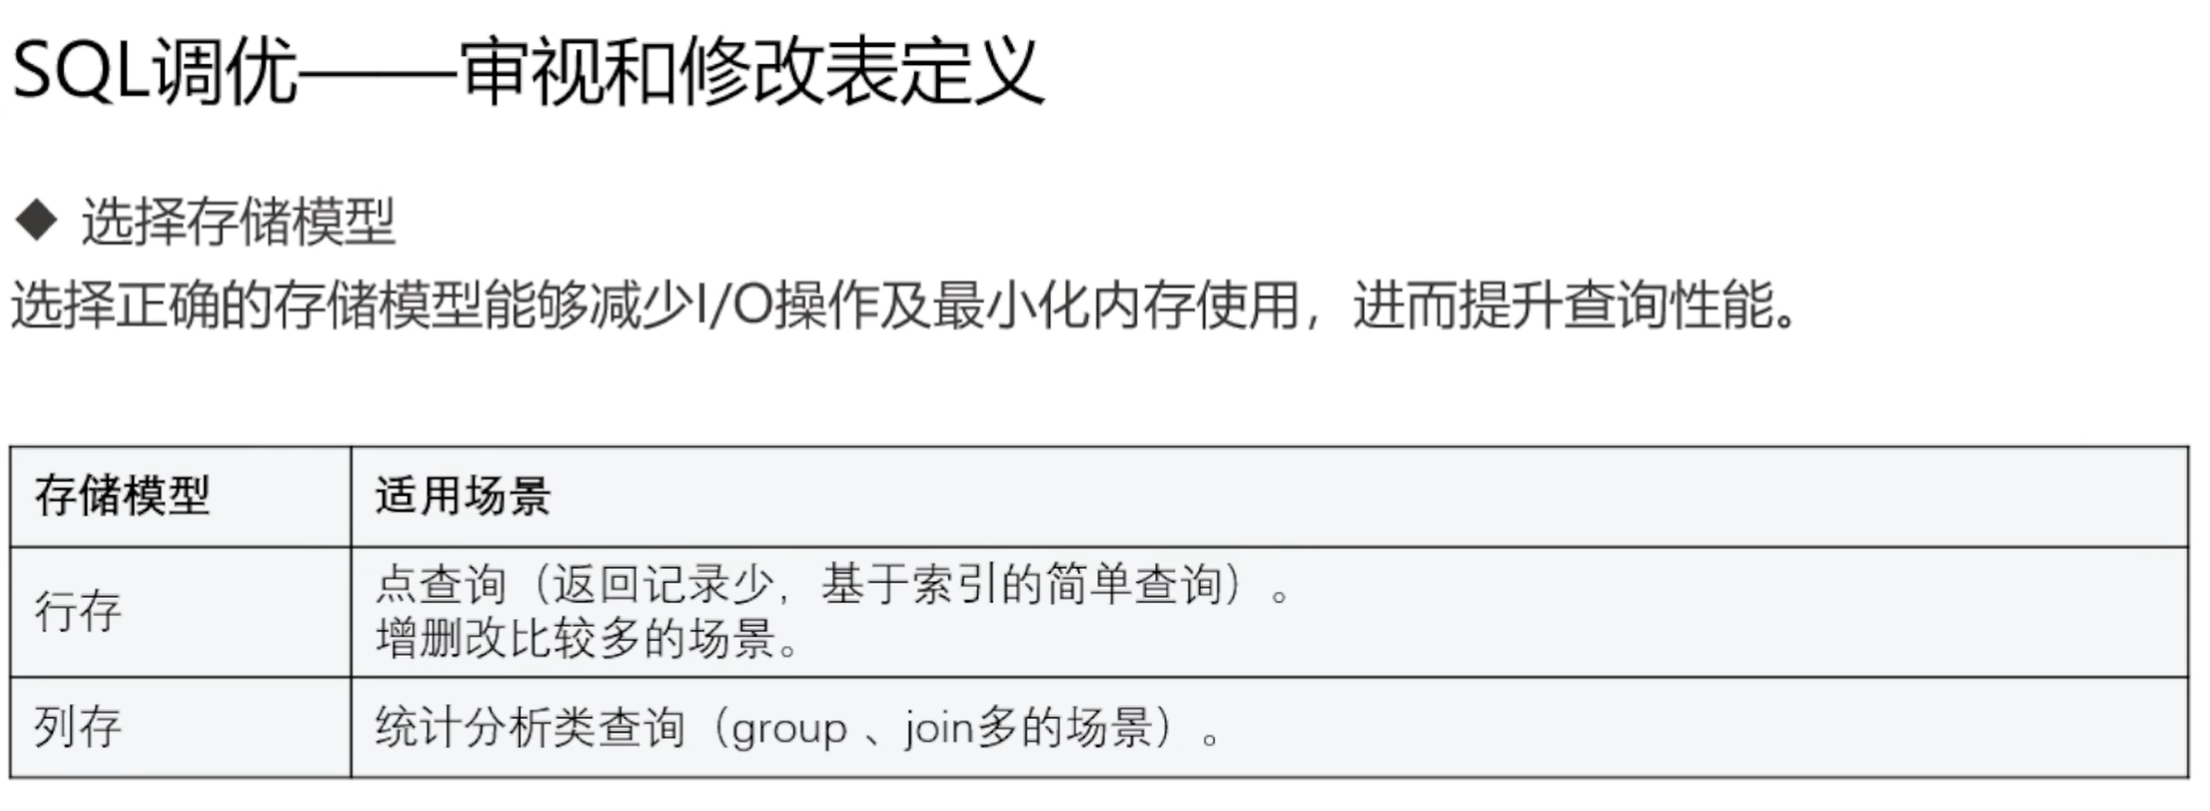 SQL调优——审视和修改表定义
◆ 选择存储模型
选择正确的存储模型能够减少I/O操作及最小化内存使用，进而提升查询性能。
存储模型 适用场景
行存 点查询（返回记录少，基于索引的简单查询）。
增删改比较多的场景。
列存 统计分析类查询（group 、join多的场景）。